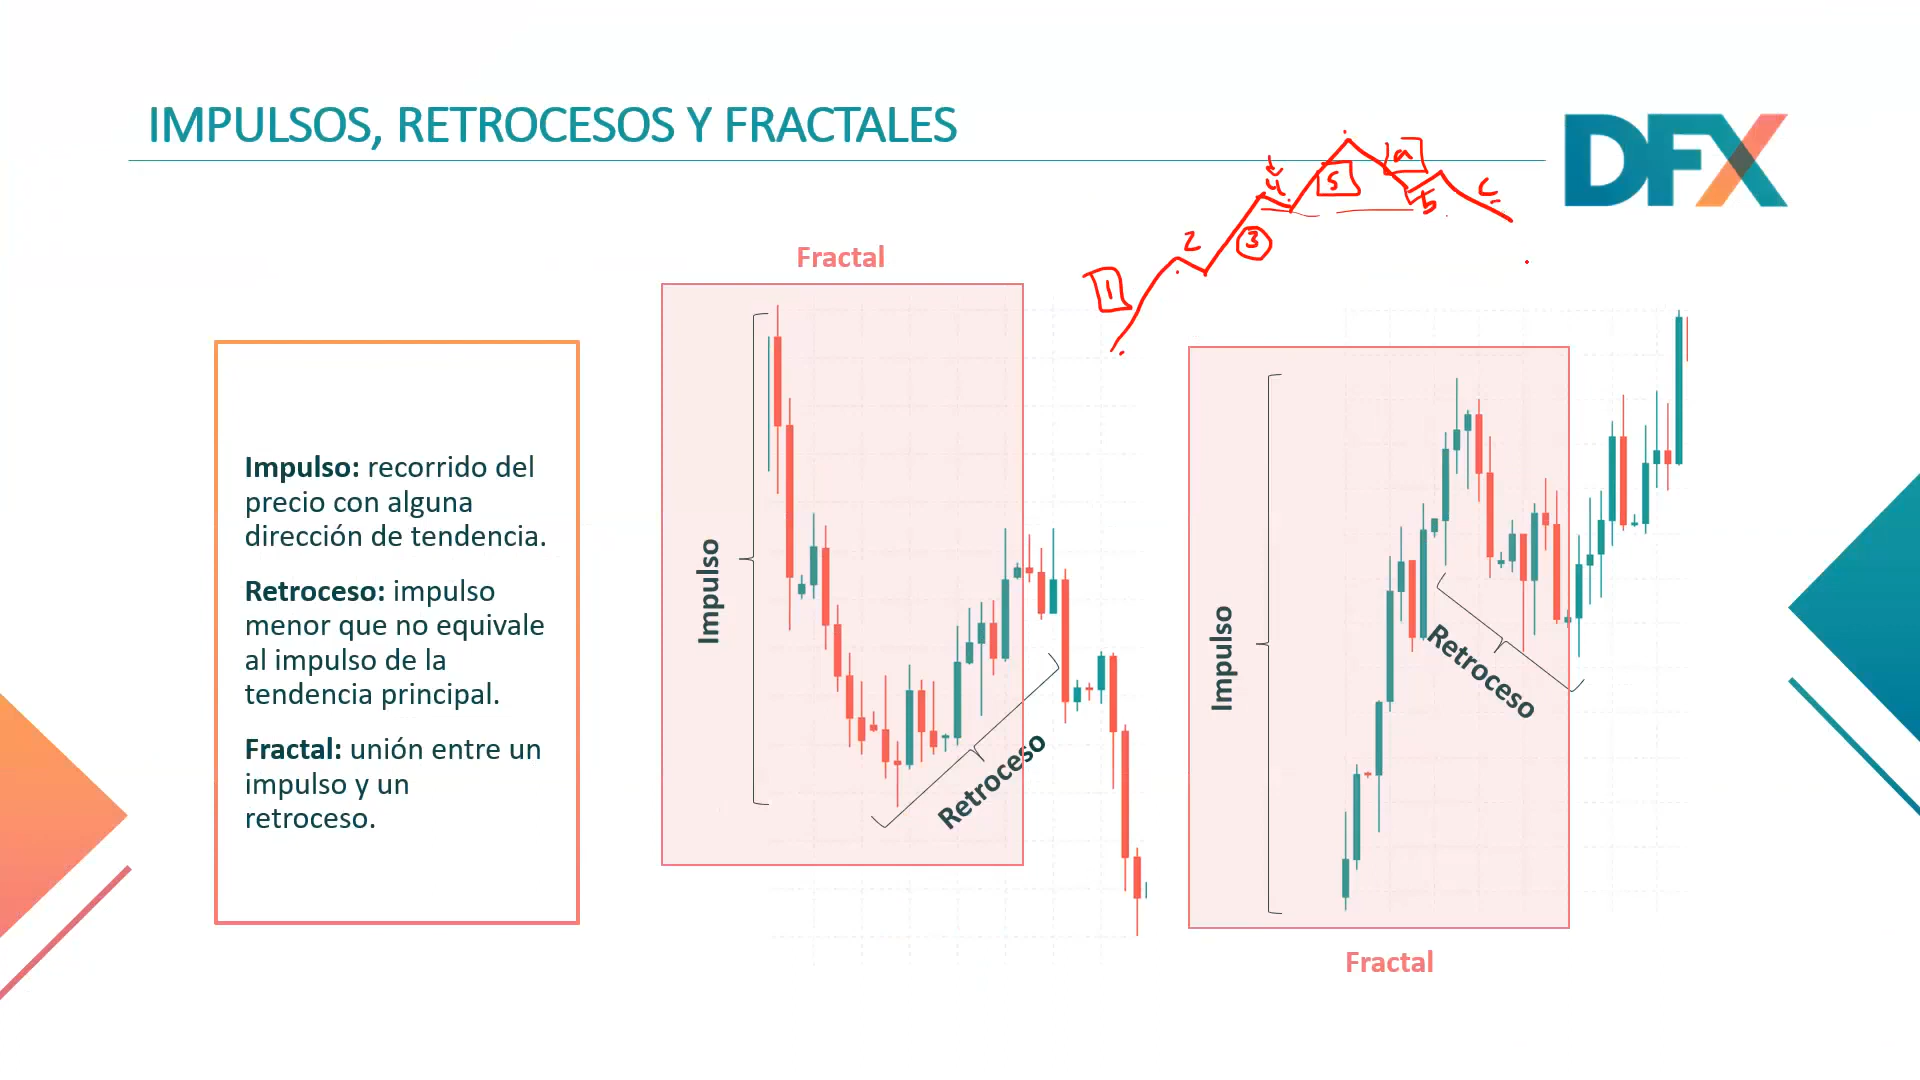 IMPULSOS, RETROCESOS Y FRACTALES
DFX
Impulso: recorrido del
precio con alguna
dirección de tendencia.
Retroceso: impulso
menor que no equivale
al impulso de la
tendencia principal.
Fractal: unión entre un
impulso y un
retroceso.
Fractal
Impulso
Retroceso
1
2
3
4
5
a
b
c
Impulso
Retroceso
Fractal